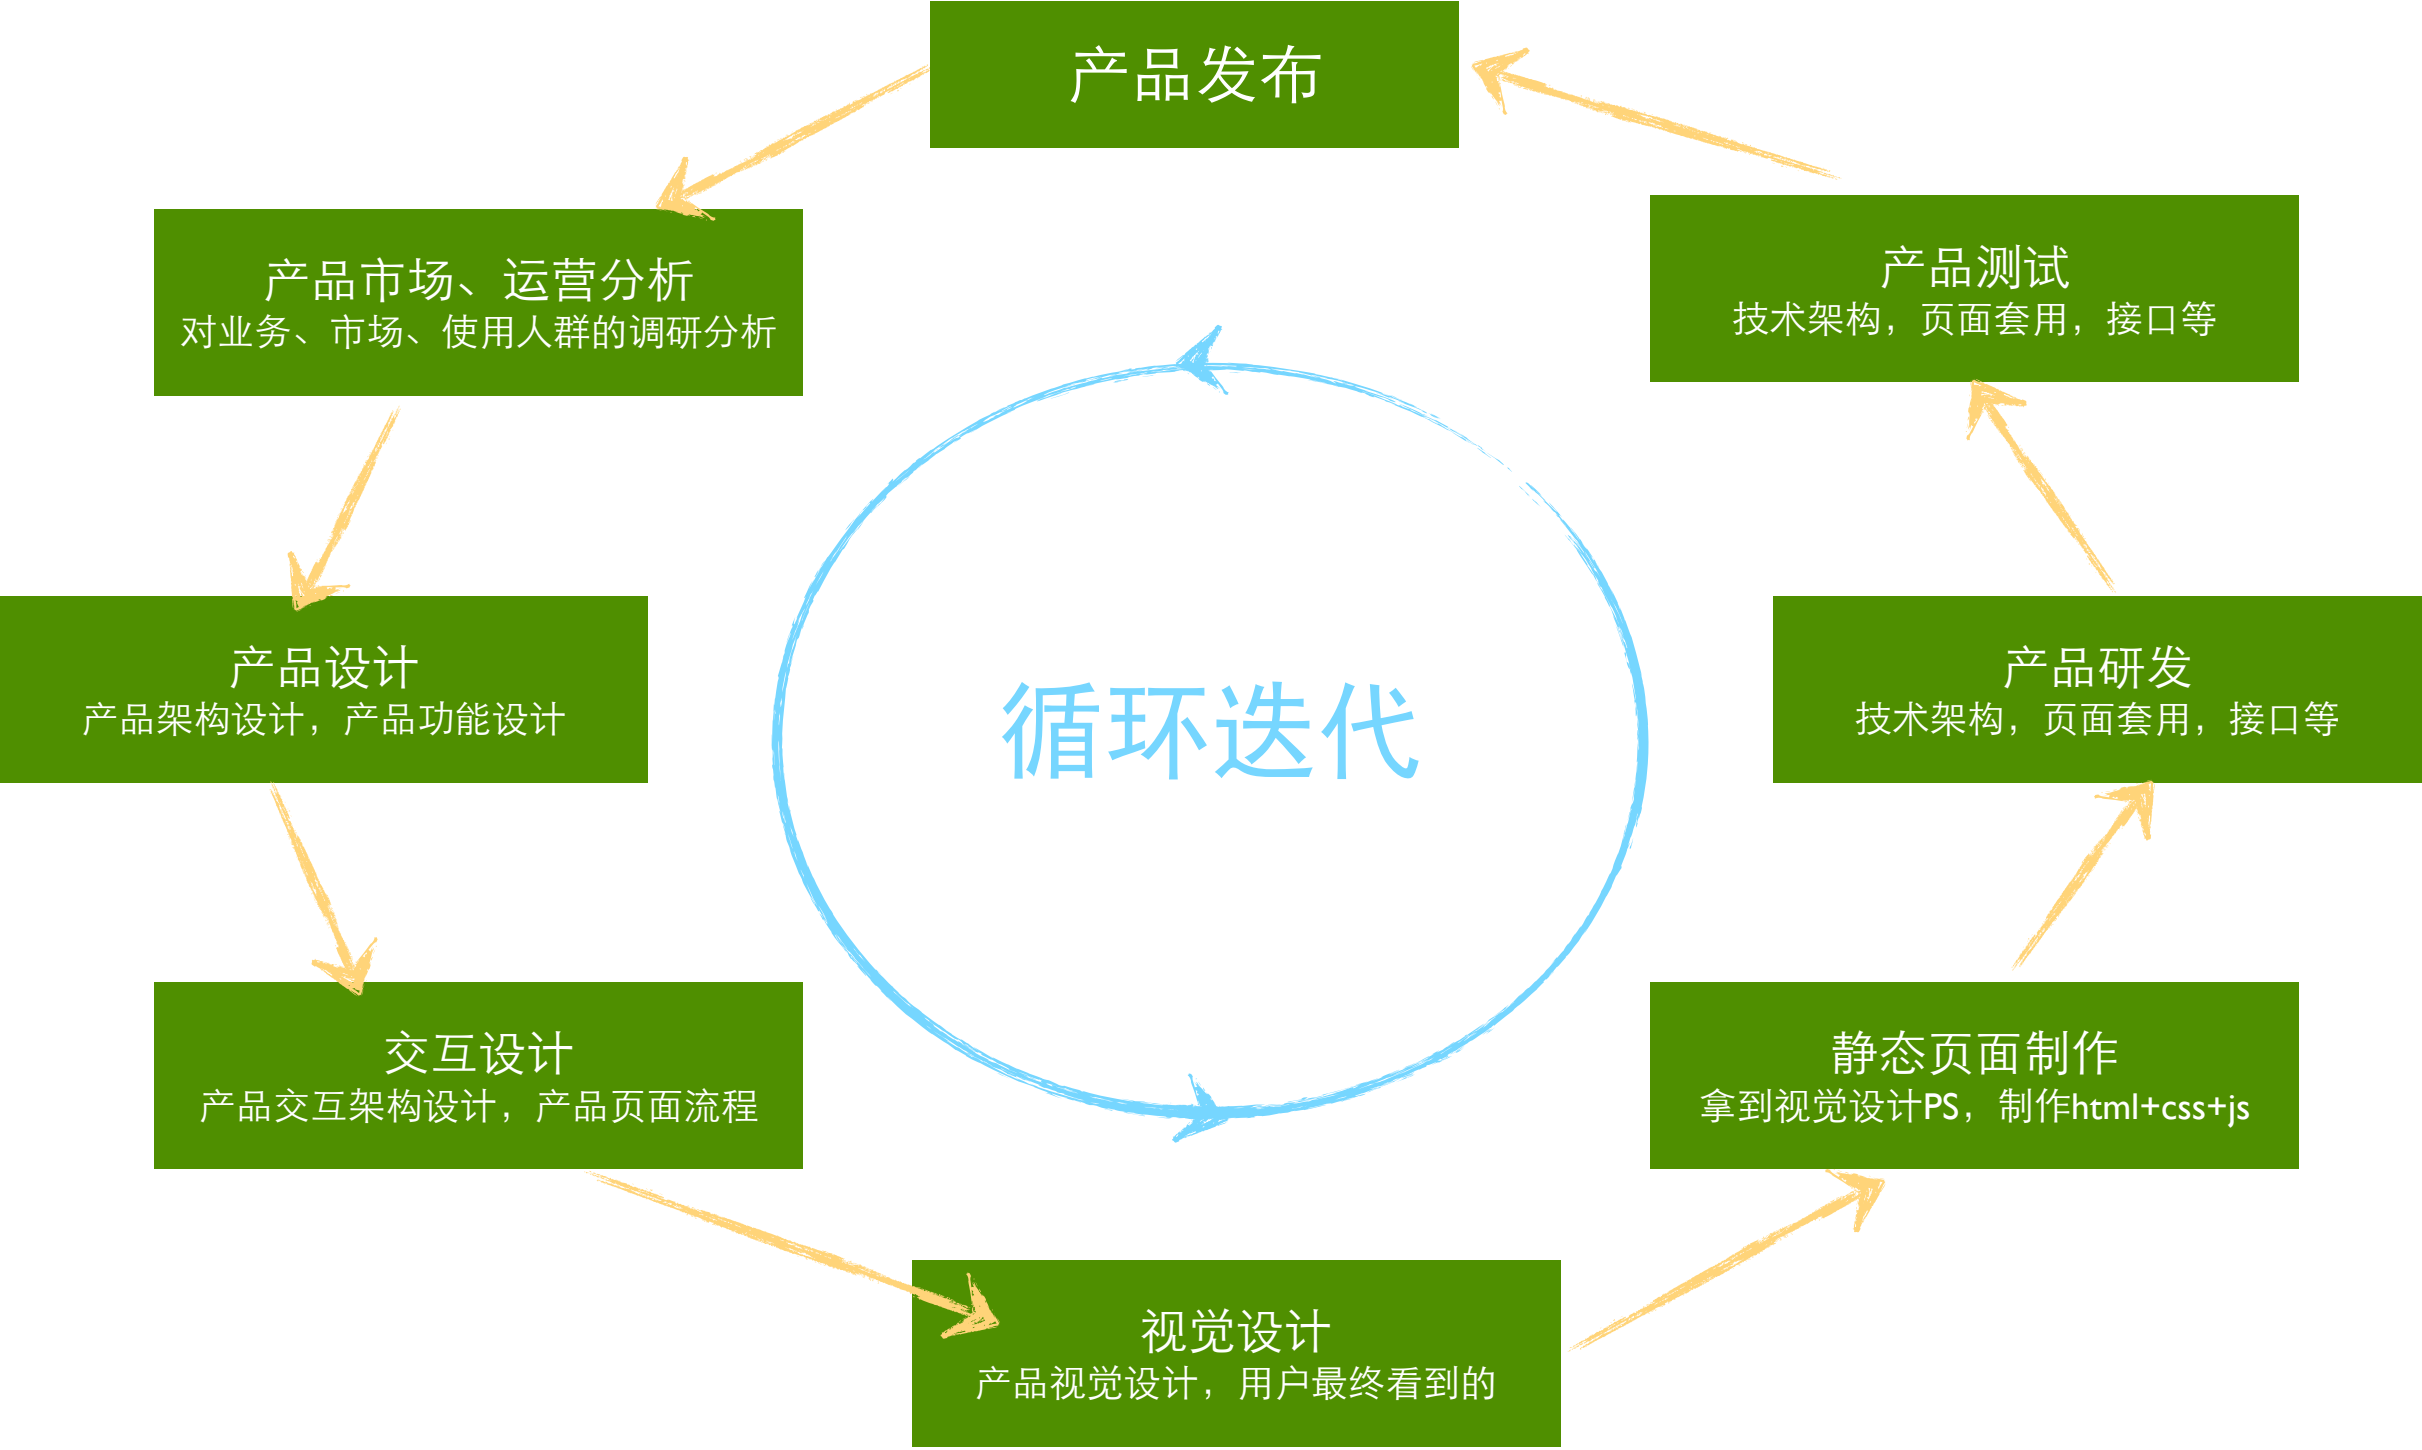 产品发布
产品市场、运营分析
对业务、市场、使用人群的调研分析
产品测试
技术架构，页面套用，接口等
循环迭代
产品设计
产品架构设计，产品功能设计
产品研发
技术架构，页面套用，接口等
交互设计
产品交互架构设计，产品页面流程
静态页面制作
拿到视觉设计PS，制作html+css+js
视觉设计
产品视觉设计，用户最终看到的